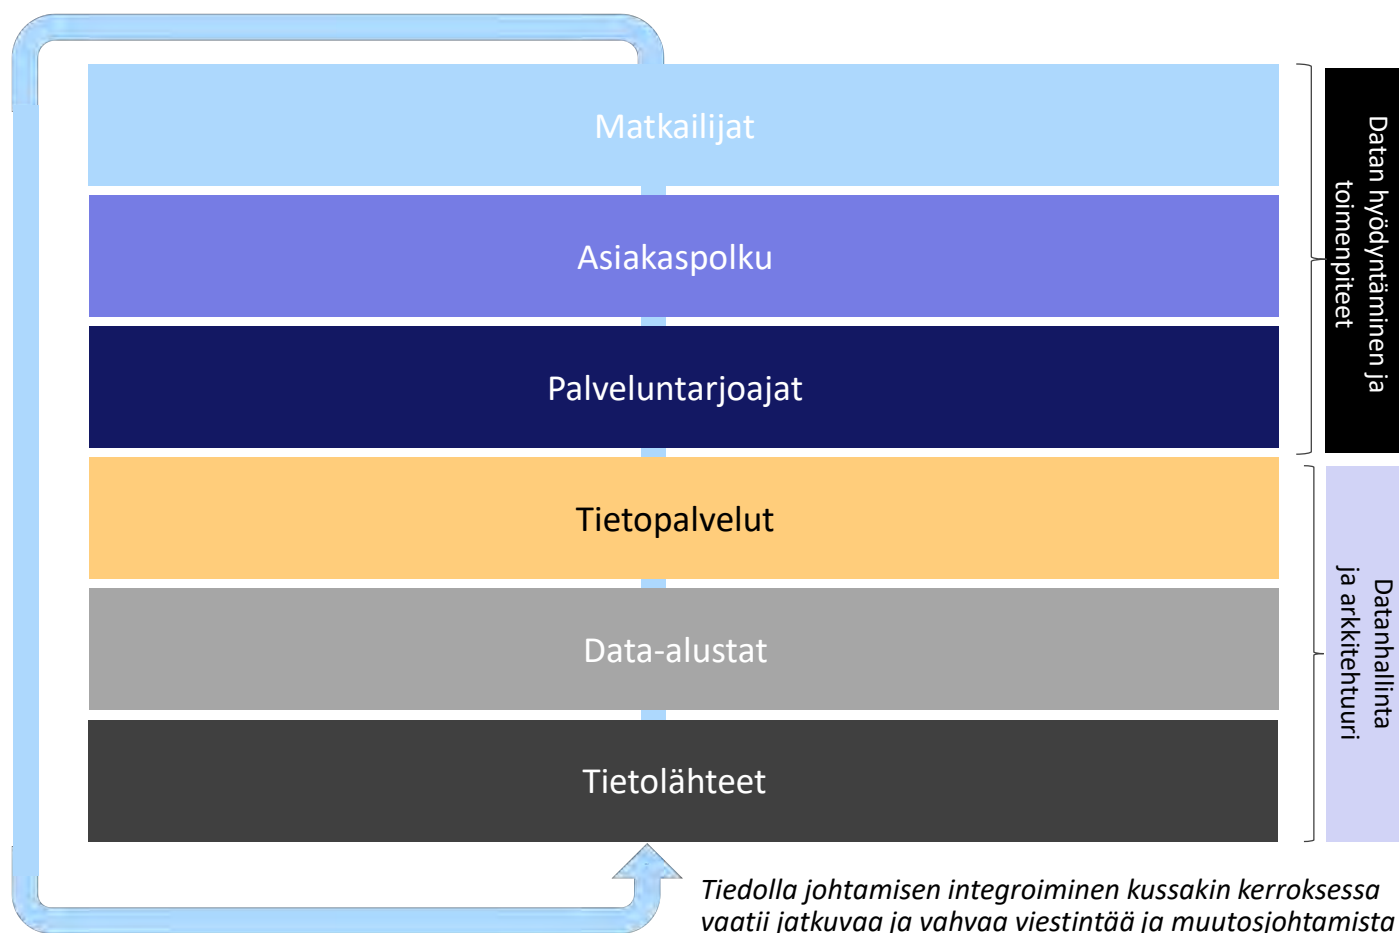 Matkailijat
Asiakaspolku
Palveluntarjoajat
Tietopalvelut
Data-alustat
Tietolähteet
Datan hyödyntäminen ja
toimenpiteet
Datanhallinta
ja arkkitehtuuri
Tiedolla johtamisen integroiminen kussakin kerroksessa
vaatii jatkuvaa ja vahvaa viestintää ja muutosjohtamista